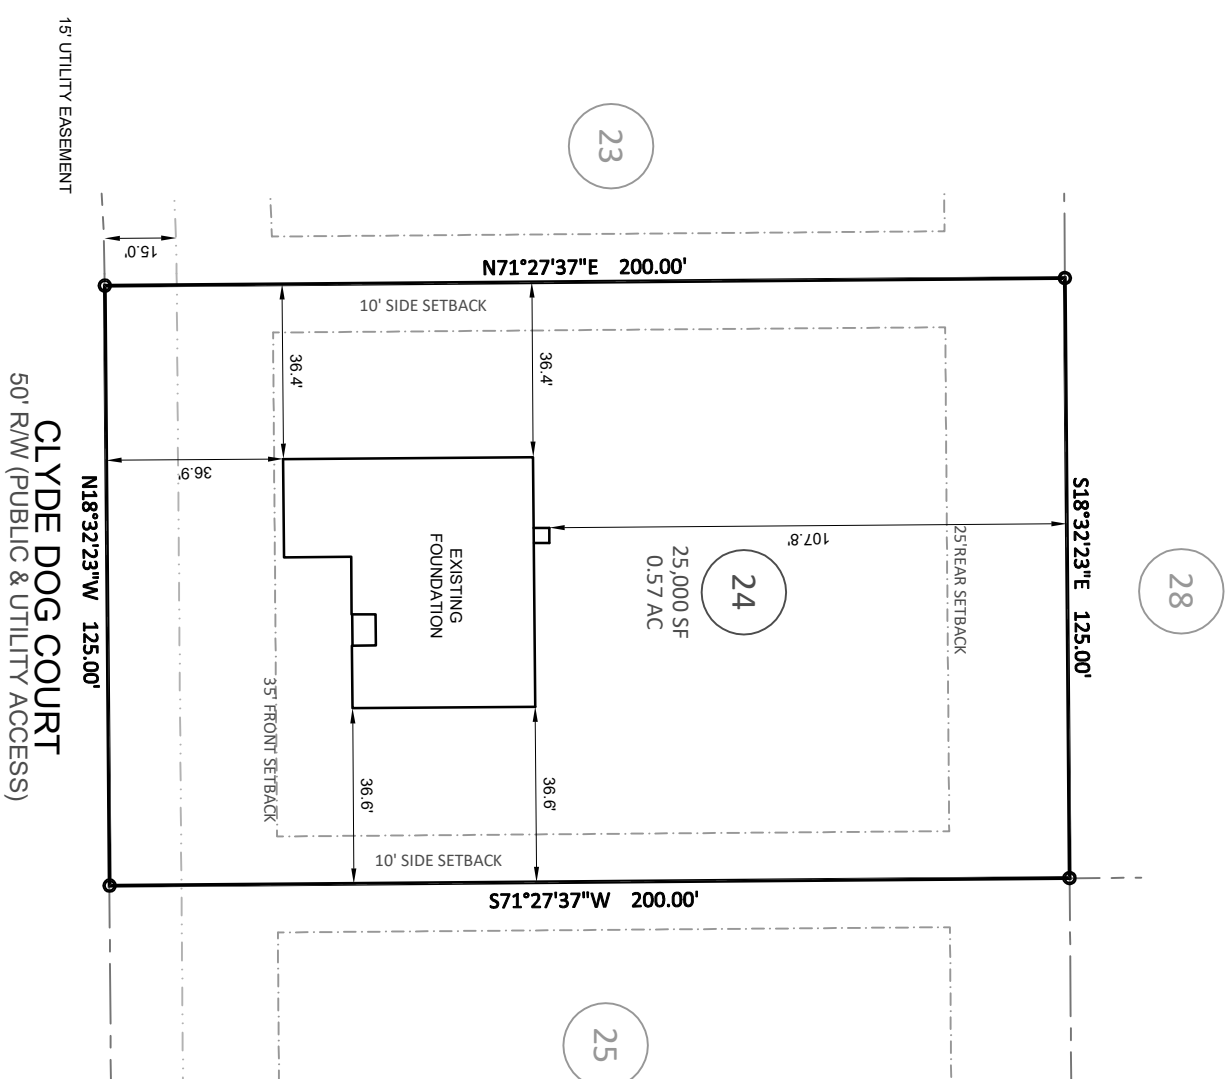 15' UTILITY EASEMENT
23
15.0'
N71°27'37"E 200.00'
10' SIDE SETBACK
36.4'
36.4'
36.9'
CLYDE DOG COURT
50' R/W (PUBLIC & UTILITY ACCESS)
N18°32'23"W 125.00'
EXISTING
FOUNDATION
107.8'
24
25,000 SF
0.57 AC
25'REAR SETBACK
S18°32'23"E 125.00'
28
35' FRONT SETBACK
36.6'
36.6'
10' SIDE SETBACK
S71°27'37"W 200.00'
25